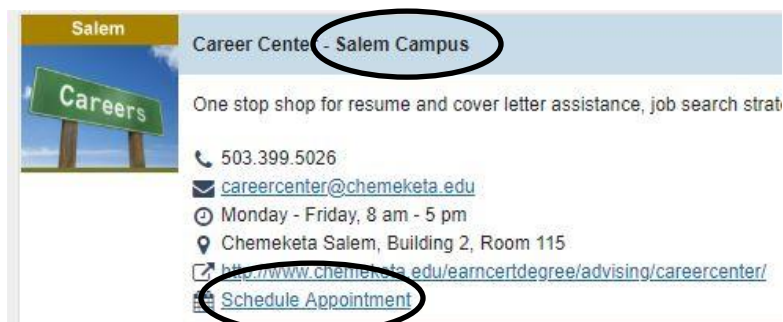 Salem
Careers
Career Center - Salem Campus
One stop shop for resume and cover letter assistance, job search strat
503.399.5026
careercenter@chemeketa.edu
Monday - Friday, 8 am - 5 pm
Chemeketa Salem, Building 2, Room 115
http://www.chemeketa.edu/earncertdegree/advising/careercenter/
Schedule Appointment